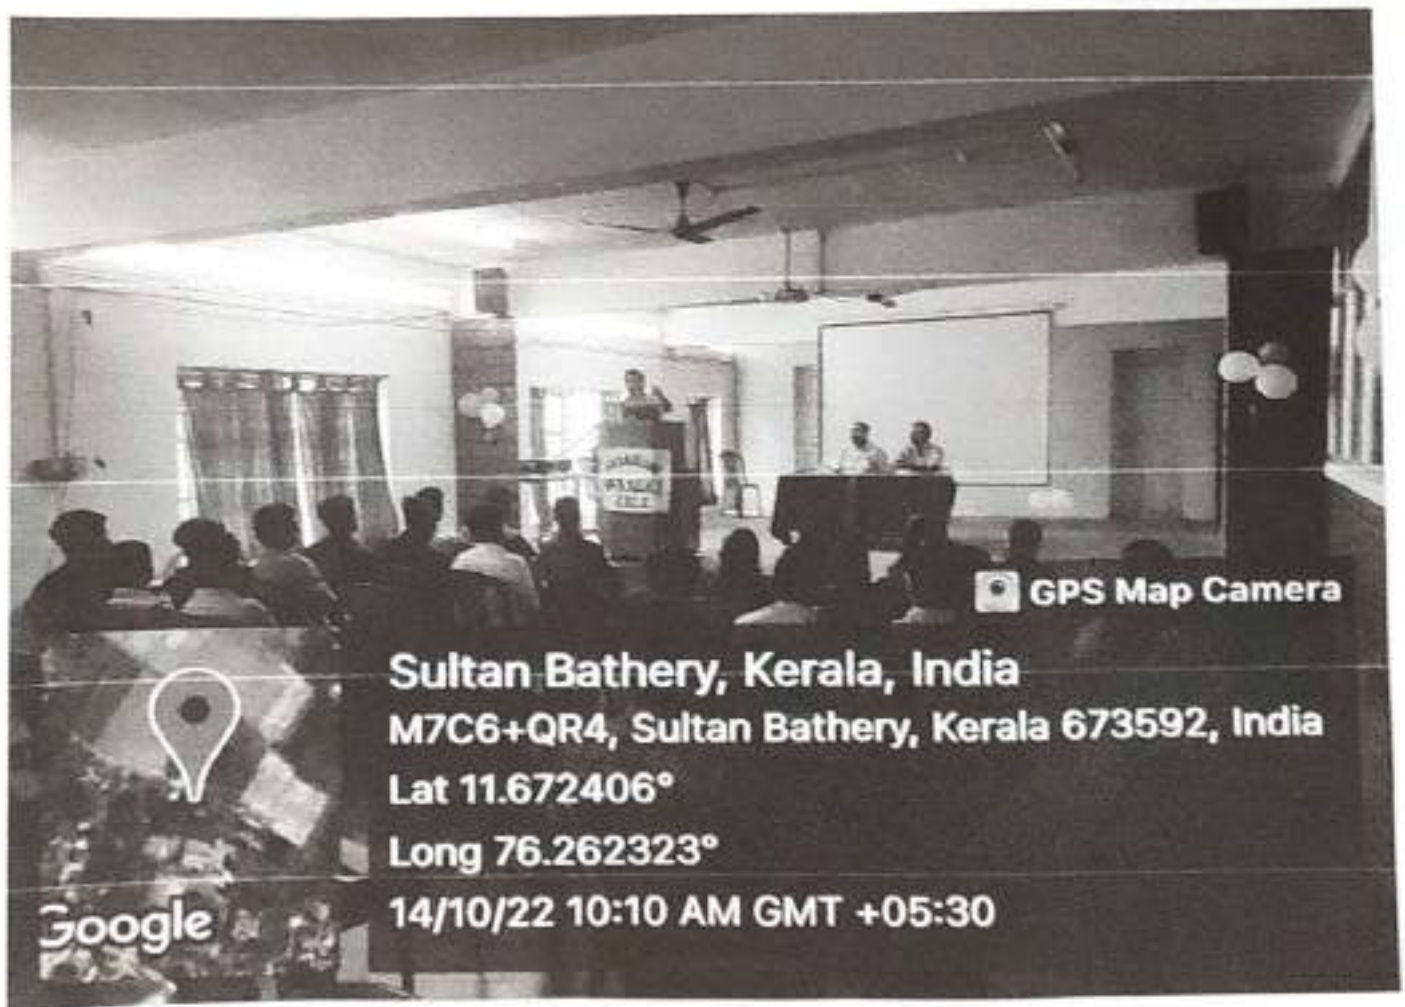 GPS Map Camera
Sultan Bathery, Kerala, India
M7C6+QR4, Sultan Bathery, Kerala 673592, India
Lat 11.672406°
Long 76.262323°
14/10/22 10:10 AM GMT +05:30
Google